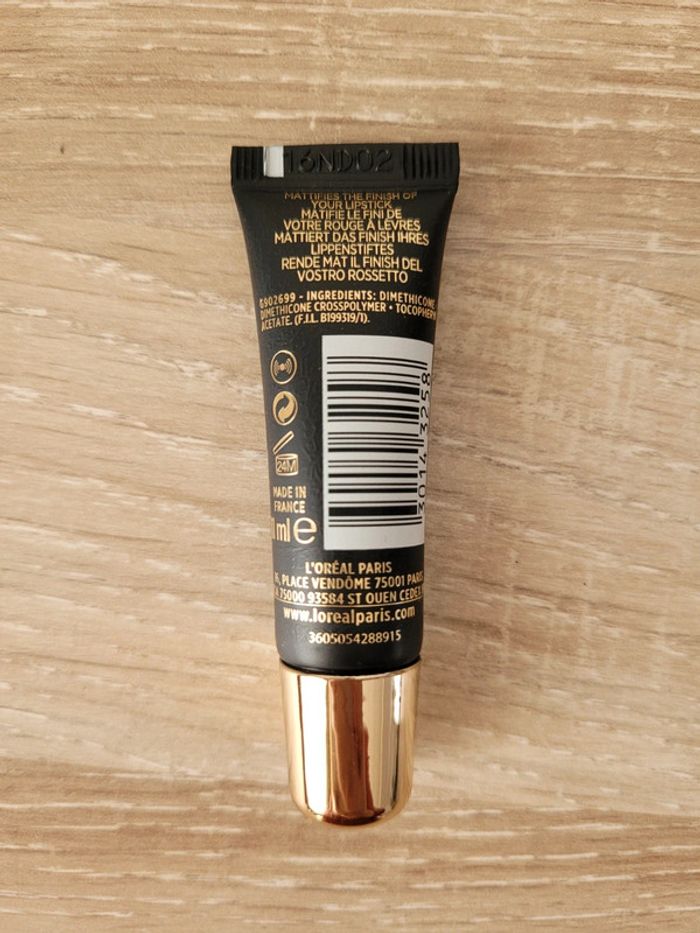 16ND02
MATTIFIES THE FINISH OF
YOUR LIPSTICK
MATIFIE LE FINI DE
VOTRE ROUGE À LÈVRES
MATTIERT DAS FINISH IHRES
LIPPENSTIFTES
RENDE MAT IL FINISH DEL
VOSTRO ROSSETTO
G902699 - INGREDIENTS: DIMETHICONE,
DIMETHICONE CROSSPOLYMER • TOCOPHERYL
ACETATE. (F.I.L. B199319/1).
24M
MADE IN
FRANCE
ml e
3014 3258
L'ORÉAL PARIS
PLACE VENDÔME 75001 PARIS
75000 93584 ST OUEN CEDEX
www.lorealparis.com
3605054288915